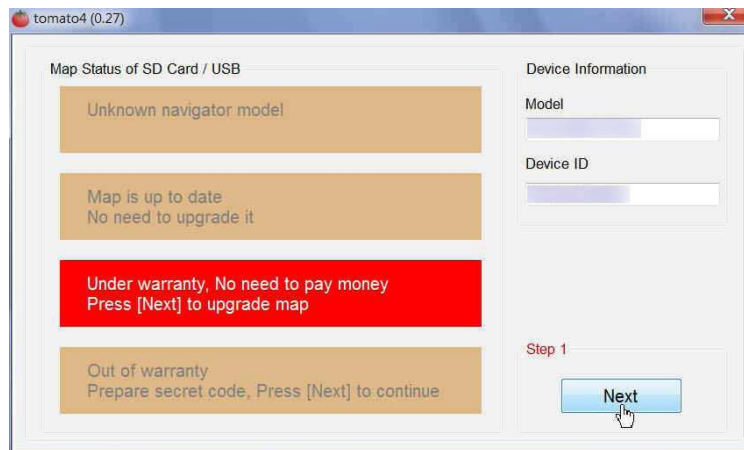 tomato4 (0.27)
Map Status of SD Card / USB
Unknown navigator model
Map is up to date
No need to upgrade it
Under warranty, No need to pay money
Press [Next] to upgrade map
Out of warranty
Prepare secret code, Press [Next] to continue
Device Information
Model
Device ID
Step 1
Next